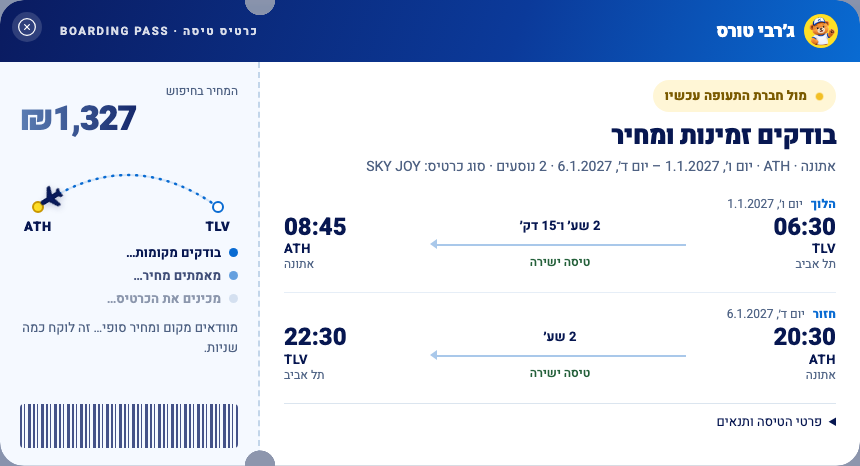 ג׳רבי טורס
כרטיס טיסה · BOARDING PASS
מול חברת התעופה עכשיו
בודקים זמינות ומחיר
אתונה · ATH · יום ו׳, 1.1.2027 – יום ד׳, 6.1.2027 · 2 נוסעים · סוג כרטיס: SKY JOY
הלוך יום ו׳, 1.1.2027
06:30
TLV
תל אביב
2 שע׳ ו־15 דק׳
טיסה ישירה
08:45
ATH
אתונה
חזור יום ד׳, 6.1.2027
20:30
ATH
אתונה
2 שע׳
טיסה ישירה
22:30
TLV
תל אביב
פרטי הטיסה ותנאים
המחיר בחיפוש
₪1,327
TLV
ATH
בודקים מקומות...
מאמתים מחיר...
מכינים את הכרטיס...
מוודאים מקום ומחיר סופי... זה לוקח כמה
שניות.